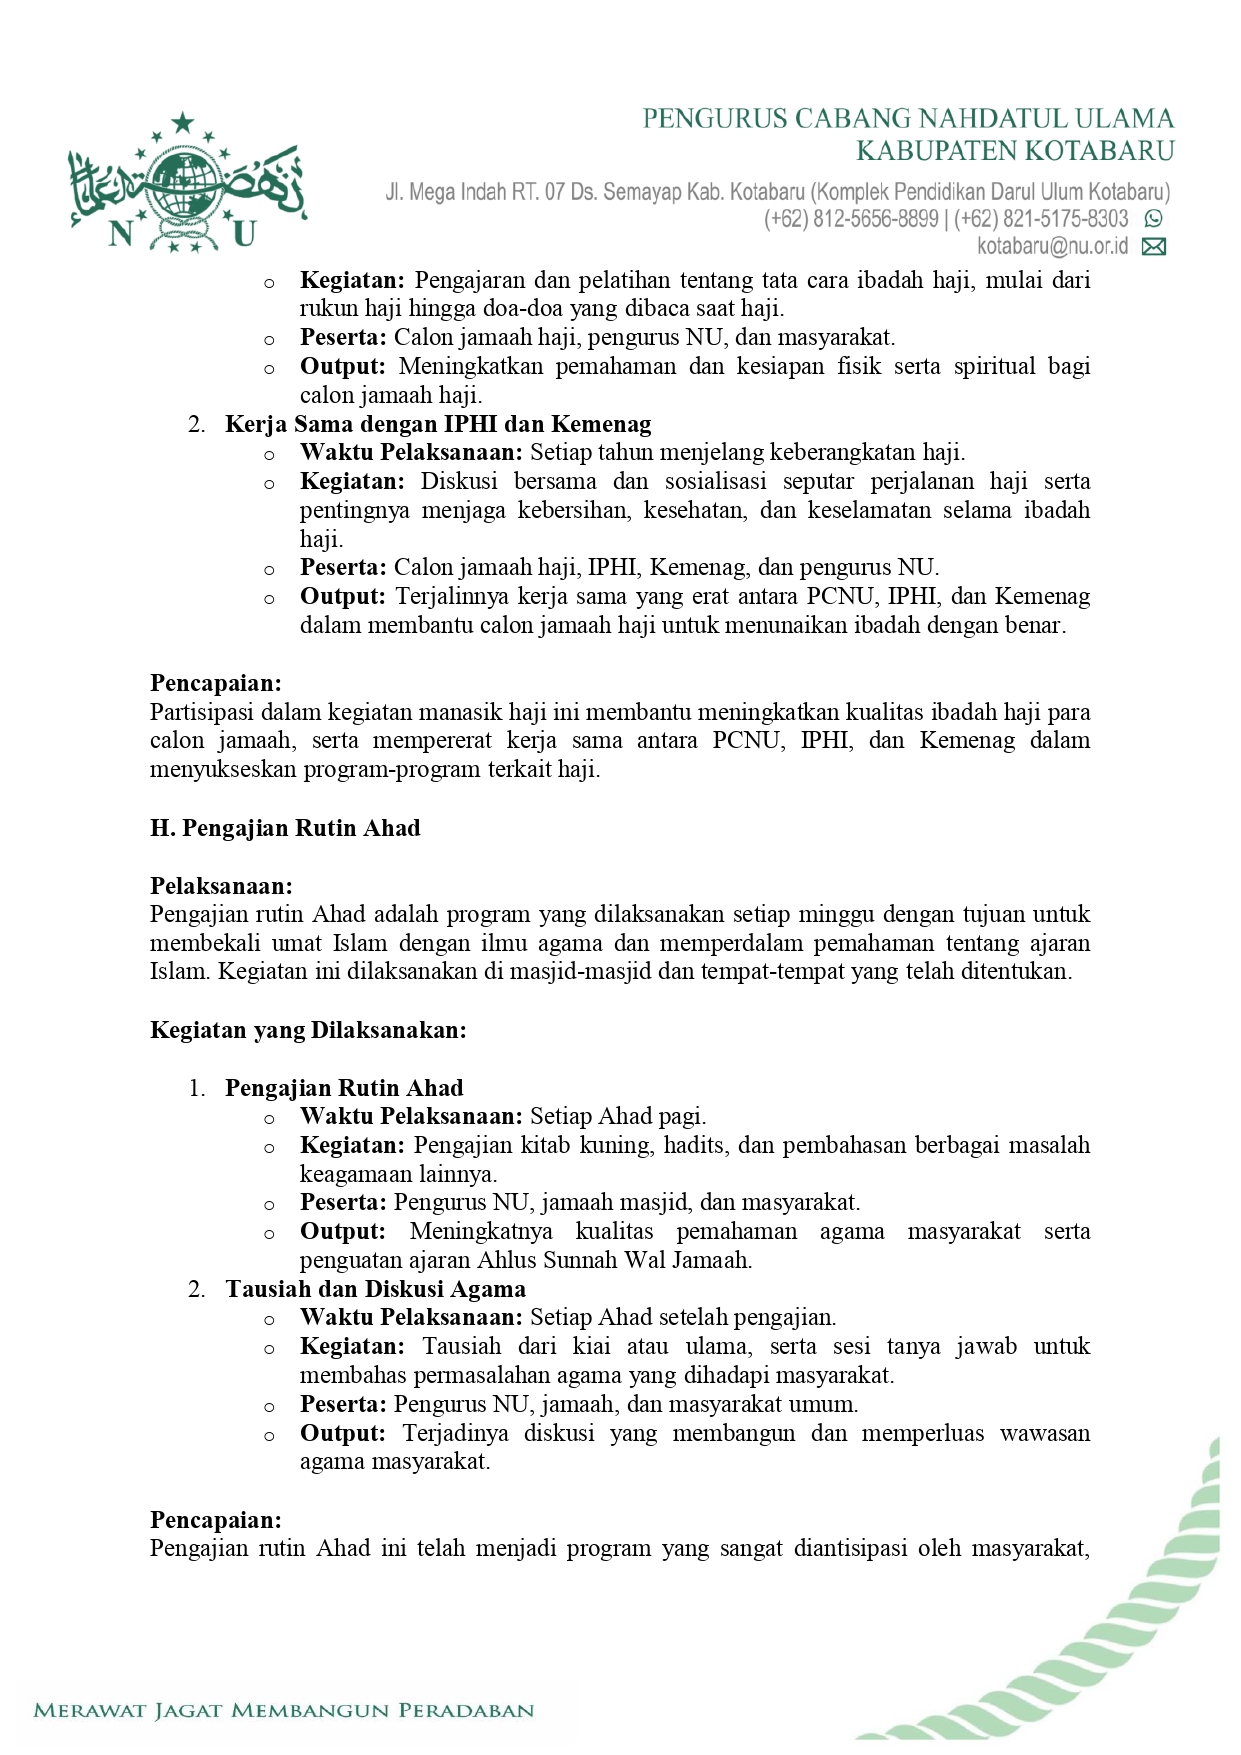 PENGURUS CABANG NAHDATUL ULAMA
KABUPATEN KOTABARU
Jl. Mega Indah RT. 07 Ds. Semayap Kab. Kotabaru (Komplek Pendidikan Darul Ulum Kotabaru)
(+62) 812-5656-8899 | (+62) 821-5175-8303
kotabaru@nu.or.id
نهضة العلماء
N U
o Kegiatan: Pengajaran dan pelatihan tentang tata cara ibadah haji, mulai dari
rukun haji hingga doa-doa yang dibaca saat haji.
o Peserta: Calon jamaah haji, pengurus NU, dan masyarakat.
o Output: Meningkatkan pemahaman dan kesiapan fisik serta spiritual bagi
calon jamaah haji.
2. Kerja Sama dengan IPHI dan Kemenag
o Waktu Pelaksanaan: Setiap tahun menjelang keberangkatan haji.
o Kegiatan: Diskusi bersama dan sosialisasi seputar perjalanan haji serta
pentingnya menjaga kebersihan, kesehatan, dan keselamatan selama ibadah
haji.
o Peserta: Calon jamaah haji, IPHI, Kemenag, dan pengurus NU.
o Output: Terjalinnya kerja sama yang erat antara PCNU, IPHI, dan Kemenag
dalam membantu calon jamaah haji untuk menunaikan ibadah dengan benar.
Pencapaian:
Partisipasi dalam kegiatan manasik haji ini membantu meningkatkan kualitas ibadah haji para
calon jamaah, serta mempererat kerja sama antara PCNU, IPHI, dan Kemenag dalam
menyukseskan program-program terkait haji.
H. Pengajian Rutin Ahad
Pelaksanaan:
Pengajian rutin Ahad adalah program yang dilaksanakan setiap minggu dengan tujuan untuk
membekali umat Islam dengan ilmu agama dan memperdalam pemahaman tentang ajaran
Islam. Kegiatan ini dilaksanakan di masjid-masjid dan tempat-tempat yang telah ditentukan.
Kegiatan yang Dilaksanakan:
1. Pengajian Rutin Ahad
o Waktu Pelaksanaan: Setiap Ahad pagi.
o Kegiatan: Pengajian kitab kuning, hadits, dan pembahasan berbagai masalah
keagamaan lainnya.
o Peserta: Pengurus NU, jamaah masjid, dan masyarakat.
o Output: Meningkatnya kualitas pemahaman agama masyarakat serta
penguatan ajaran Ahlus Sunnah Wal Jamaah.
2. Tausiah dan Diskusi Agama
o Waktu Pelaksanaan: Setiap Ahad setelah pengajian.
o Kegiatan: Tausiah dari kiai atau ulama, serta sesi tanya jawab untuk
membahas permasalahan agama yang dihadapi masyarakat.
o Peserta: Pengurus NU, jamaah, dan masyarakat umum.
o Output: Terjadinya diskusi yang membangun dan memperluas wawasan
agama masyarakat.
Pencapaian:
Pengajian rutin Ahad ini telah menjadi program yang sangat diantisipasi oleh masyarakat,
MERAWAT JAGAT MEMBANGUN PERADABAN